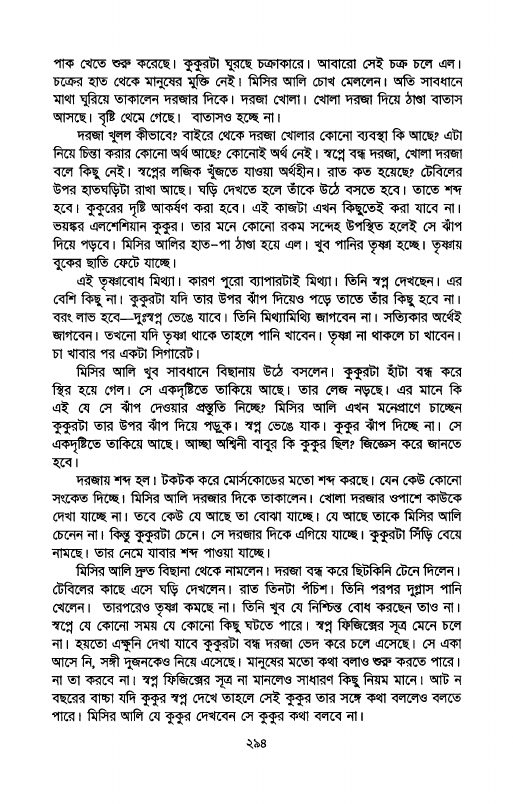 পাক খেতে শুরু করেছে। কুকুরটা ঘুরছে চক্রাকারে। আবারো সেই চক্র চলে এল।
চক্রের হাত থেকে মানুষের মুক্তি নেই। মিসির আলি চোখ মেললেন। অতি সাবধানে
মাথা ঘুরিয়ে তাকালেন দরজার দিকে। দরজা খোলা। খোলা দরজা দিয়ে ঠাণ্ডা বাতাস
আসছে। বৃষ্টি থেমে গেছে। বাতাসও হচ্ছে না।
দরজা খুলল কীভাবে? বাইরে থেকে দরজা খোলার কোনো ব্যবস্থা কি আছে? এটা
নিয়ে চিন্তা করার কোনো অর্থ আছে? কোনোই অর্থ নেই। স্বপ্নে বন্ধ দরজা, খোলা দরজা
বলে কিছু নেই। স্বপ্নের লজিক খুঁজতে যাওয়া অর্থহীন। রাত কত হয়েছে? টেবিলের
উপর হাতঘড়িটা রাখা আছে। ঘড়ি দেখতে হলে তাঁকে উঠে বসতে হবে। তাতে শব্দ
হবে। কুকুরের দৃষ্টি আকর্ষণ করা হবে। এই কাজটা এখন কিছুতেই করা যাবে না।
ভয়ঙ্কর এলশেশিয়ান কুকুর। তার মনে কোনো রকম সন্দেহ উপস্থিত হলেই সে ঝাঁপ
দিয়ে পড়বে। মিসির আলির হাত–পা ঠাণ্ডা হয়ে এল। খুব পানির তৃষ্ণা হচ্ছে। তৃষ্ণায়
বুকের ছাতি ফেটে যাচ্ছে।
এই তৃষ্ণাবোধ মিথ্যা। কারণ পুরো ব্যাপারটাই মিথ্যা। তিনি স্বপ্ন দেখছেন। এর
বেশি কিছু না। কুকুরটা যদি তার উপর ঝাঁপ দিয়েও পড়ে তাতে তাঁর কিছু হবে না।
বরং লাভ হবে—দুঃস্বপ্ন ভেঙে যাবে। তিনি মিথ্যামিথ্যি জাগবেন না। সত্যিকার অর্থেই
জাগবেন। তখনো যদি তৃষ্ণা থাকে তাহলে পানি খাবেন। তৃষ্ণা না থাকলে চা খাবেন।
চা খাবার পর একটা সিগারেট।
মিসির আলি খুব সাবধানে বিছানায় উঠে বসলেন। কুকুরটা হাঁটা বন্ধ করে
স্থির হয়ে গেল। সে একদৃষ্টিতে তাকিয়ে আছে। তার লেজ নড়ছে। এর মানে কি
এই যে সে ঝাঁপ দেওয়ার প্রস্তুতি নিচ্ছে? মিসির আলি এখন মনেপ্রাণে চাচ্ছেন
কুকুরটা তার উপর ঝাঁপ দিয়ে পড়ুক। স্বপ্ন ভেঙে যাক। কুকুর ঝাঁপ দিচ্ছে না। সে
একদৃষ্টিতে তাকিয়ে আছে। আচ্ছা অশ্বিনী বাবুর কি কুকুর ছিল? জিজ্ঞেস করে জানতে
হবে।
দরজায় শব্দ হল। টকটক করে মোর্সকোডের মতো শব্দ করছে। যেন কেউ কোনো
সংকেত দিচ্ছে। মিসির আলি দরজার দিকে তাকালেন। খোলা দরজার ওপাশে কাউকে
দেখা যাচ্ছে না। তবে কেউ যে আছে তা বোঝা যাচ্ছে। যে আছে তাকে মিসির আলি
চেনেন না। কিন্তু কুকুরটা চেনে। সে দরজার দিকে এগিয়ে যাচ্ছে। কুকুরটা সিঁড়ি বেয়ে
নামছে। তার নেমে যাবার শব্দ পাওয়া যাচ্ছে।
মিসির আলি দ্রুত বিছানা থেকে নামলেন। দরজা বন্ধ করে ছিটকিনি টেনে দিলেন।
টেবিলের কাছে এসে ঘড়ি দেখলেন। রাত তিনটা পঁচিশ। তিনি পরপর দুগ্লাস পানি
খেলেন। তারপরেও তৃষ্ণা কমছে না। তিনি খুব যে নিশ্চিন্ত বোধ করছেন তাও না।
স্বপ্নে যে কোনো সময় যে কোনো কিছু ঘটতে পারে। স্বপ্ন ফিজিক্সের সূত্র মেনে চলে
না। হয়তো এক্ষুনি দেখা যাবে কুকুরটা বন্ধ দরজা ভেদ করে চলে এসেছে। সে একা
আসে নি, সঙ্গী দুজনকেও নিয়ে এসেছে। মানুষের মতো কথা বলাও শুরু করতে পারে।
না তা করবে না। স্বপ্ন ফিজিক্সের সূত্র না মানলেও সাধারণ কিছু নিয়ম মানে। আট ন
বছরের বাচ্চা যদি কুকুর স্বপ্ন দেখে তাহলে সেই কুকুর তার সঙ্গে কথা বললেও বলতে
পারে। মিসির আলি যে কুকুর দেখবেন সে কুকুর কথা বলবে না।
২৯৪